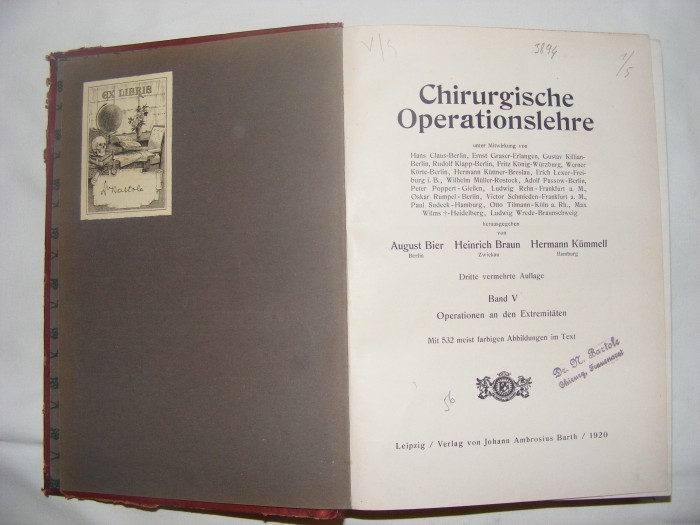 EX LIBRIS
Dr Bartole
3894
1/5
Chirurgische
Operationslehre
unter Mitwirkung von
Hans Claus-Berlin, Ernst Graser-Erlangen, Gustav Killian-
Berlin, Rudolf Klapp-Berlin, Fritz König-Würzburg, Werner
Körte-Berlin, Hermann Küttner-Breslau, Erich Lexer-Frei-
burg i. B., Wilhelm Müller-Rostock, Adolf Passow-Berlin,
Peter Poppert-Gießen, Ludwig Rehn-Frankfurt a. M.,
Oskar Rumpel-Berlin, Victor Schmieden-Frankfurt a. M.,
Paul Sudeck-Hamburg, Otto Tilmann-Köln a. Rh., Max
Wilms †-Heidelberg, Ludwig Wrede-Braunschweig
herausgegeben
von
August Bier Heinrich Braun Hermann Kümmell
Berlin Zwickau Hamburg
Dritte vermehrte Auflage
Band V
Operationen an den Extremitäten
Mit 532 meist farbigen Abbildungen im Text
Dr. N. Bartole
Chirurg, Frauenarzt
56
Leipzig / Verlag von Johann Ambrosius Barth / 1920